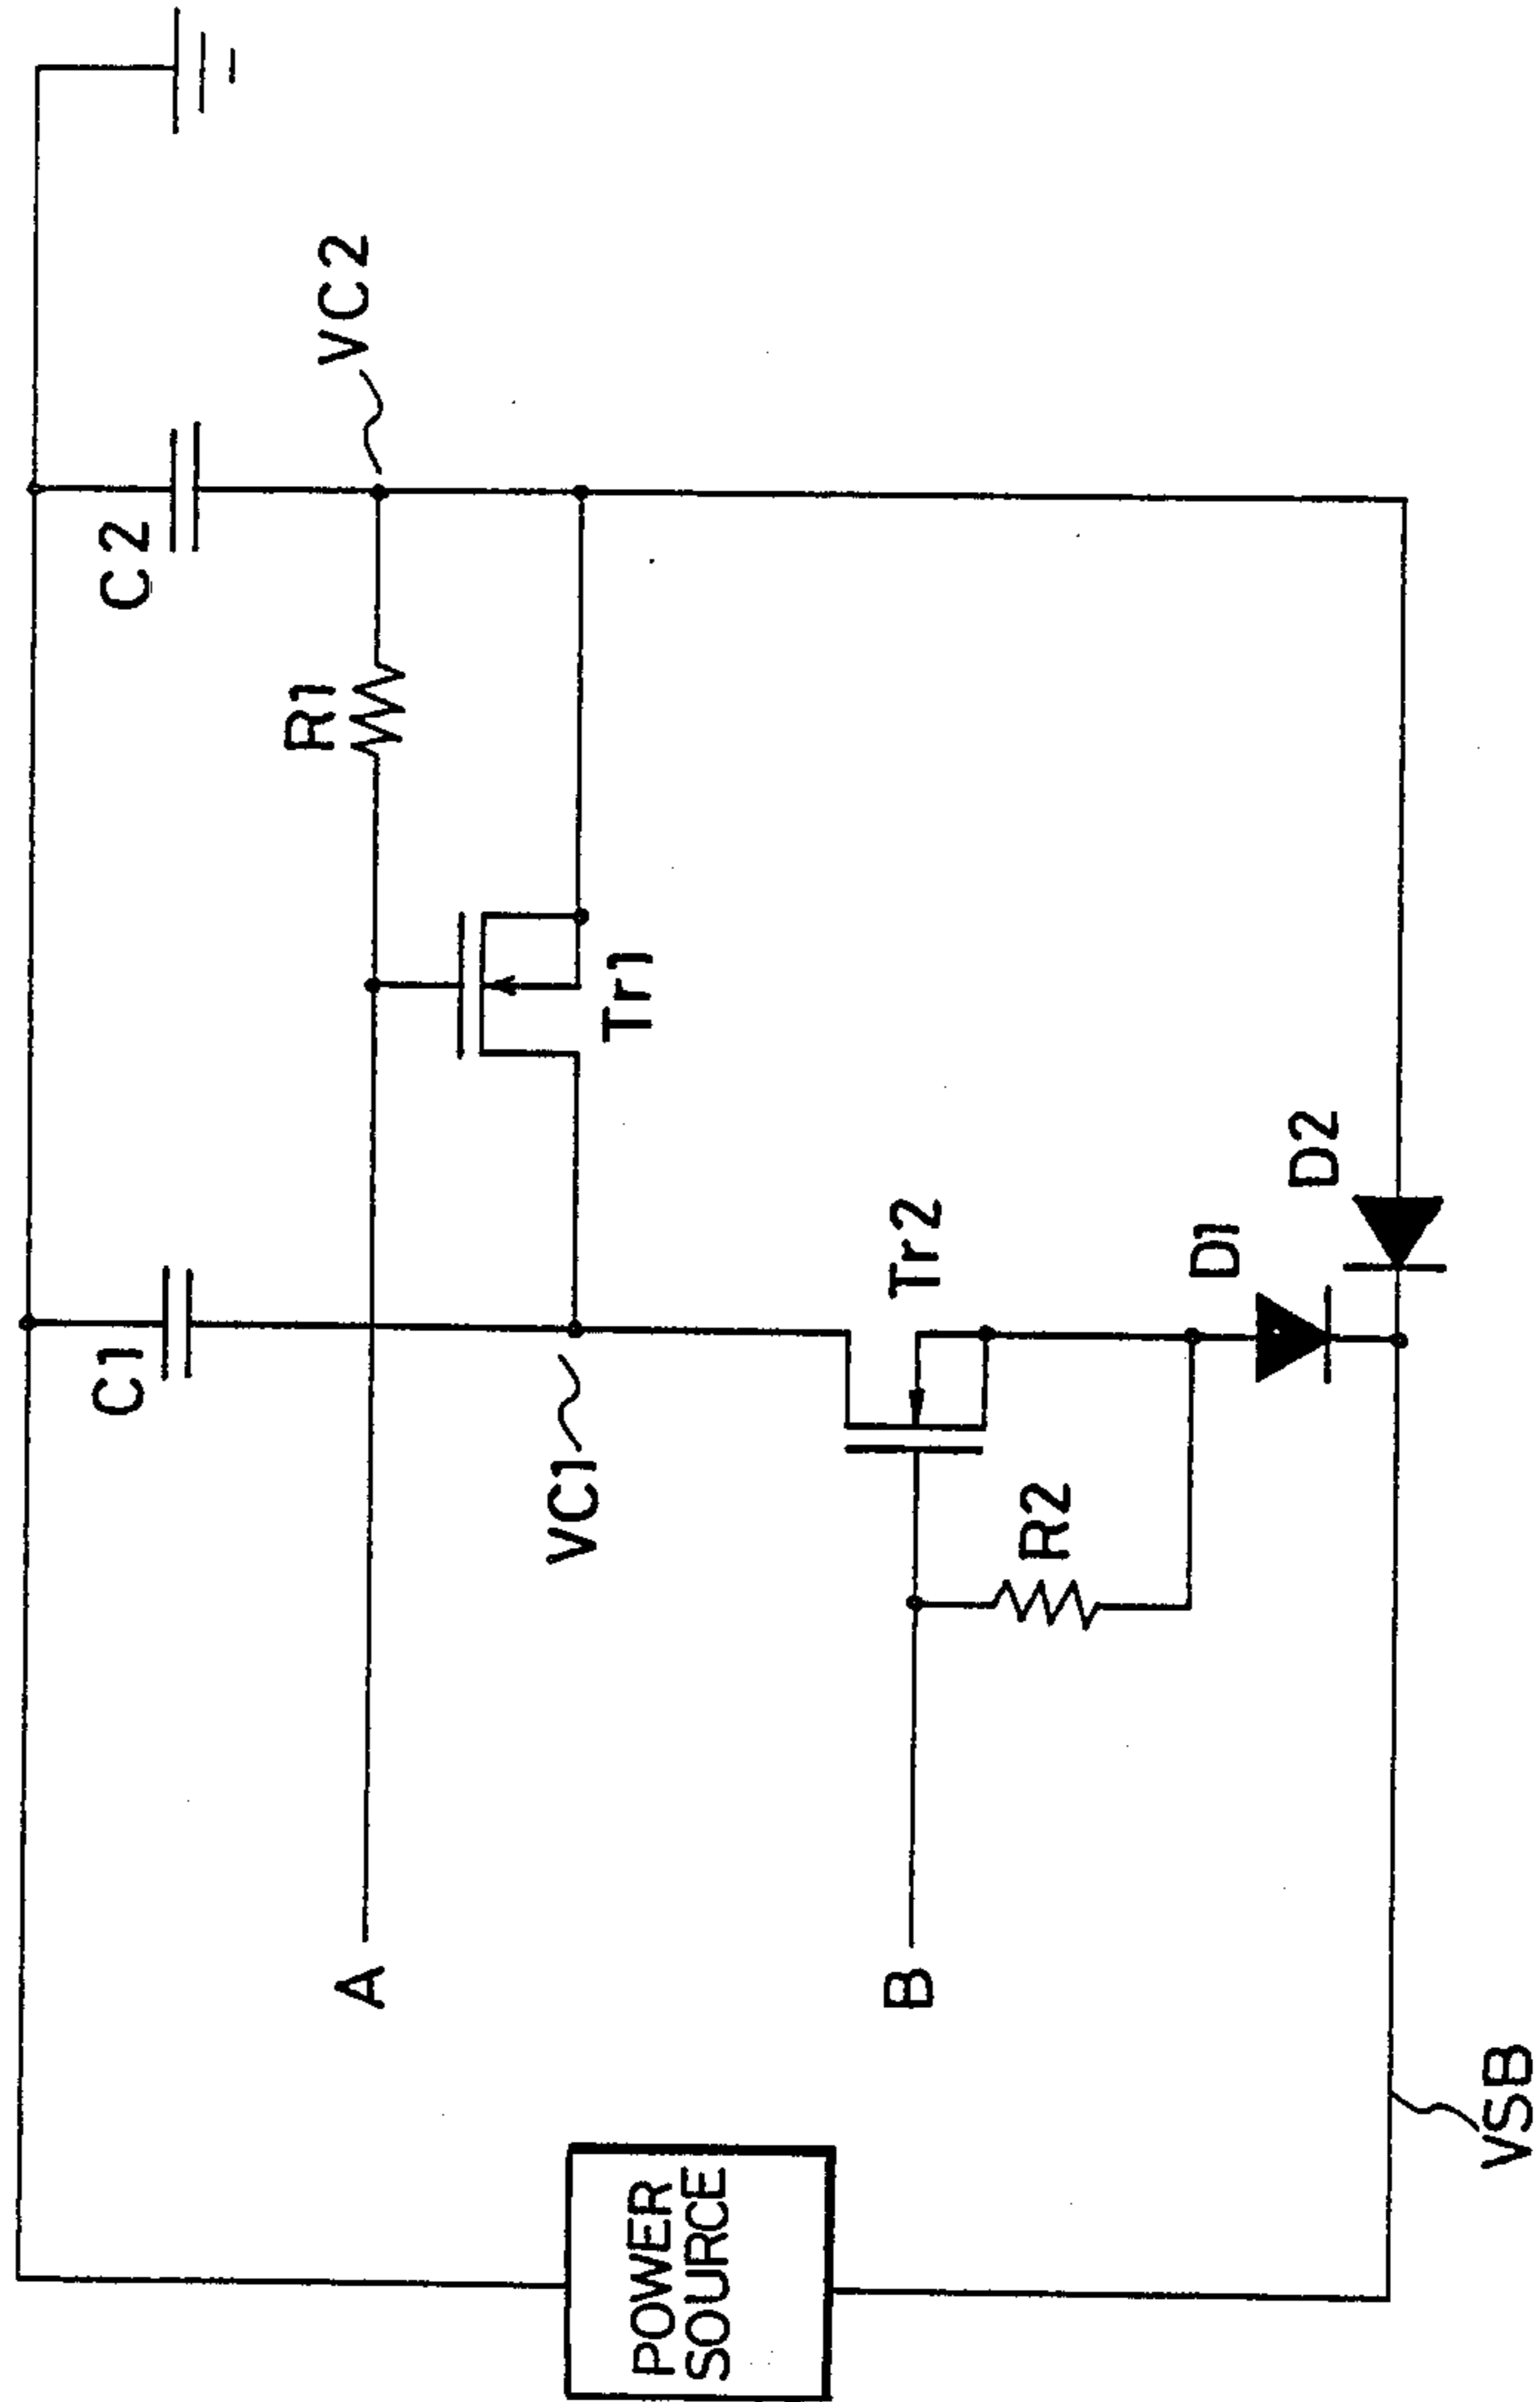 C1
C2
R1
VC2
A
Tr1
VC1
Tr2
B
R2
D1
D2
POWER
SOURCE
VSB